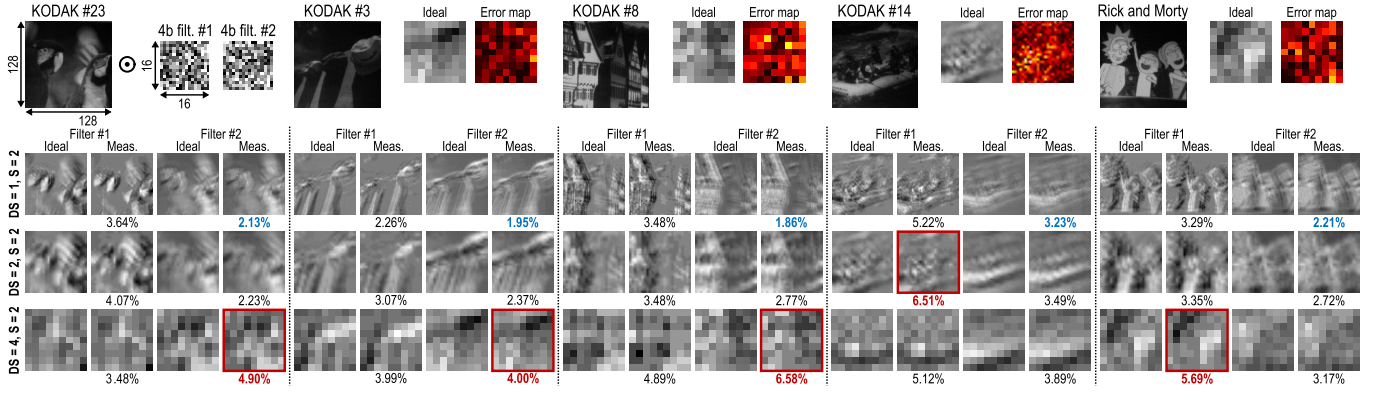 KODAK #23
4b filt. #1 4b filt. #2
128
16
16
128
KODAK #3 Ideal Error map
KODAK #8 Ideal Error map
KODAK #14 Ideal Error map
Rick and Morty Ideal Error map
Filter #1 Filter #2 Filter #1 Filter #2 Filter #1 Filter #2 Filter #1 Filter #2 Filter #1 Filter #2
Ideal Meas. Ideal Meas. Ideal Meas. Ideal Meas. Ideal Meas. Ideal Meas. Ideal Meas. Ideal Meas. Ideal Meas. Ideal Meas.
DS = 1, S = 2
3.64% 2.13% 2.26% 1.95% 3.48% 1.86% 5.22% 3.23% 3.29% 2.21%
DS = 2, S = 2
4.07% 2.23% 3.07% 2.37% 3.48% 2.77% 6.51% 3.49% 3.35% 2.72%
DS = 4, S = 2
3.48% 4.90% 3.99% 4.00% 4.89% 6.58% 5.12% 3.89% 5.69% 3.17%